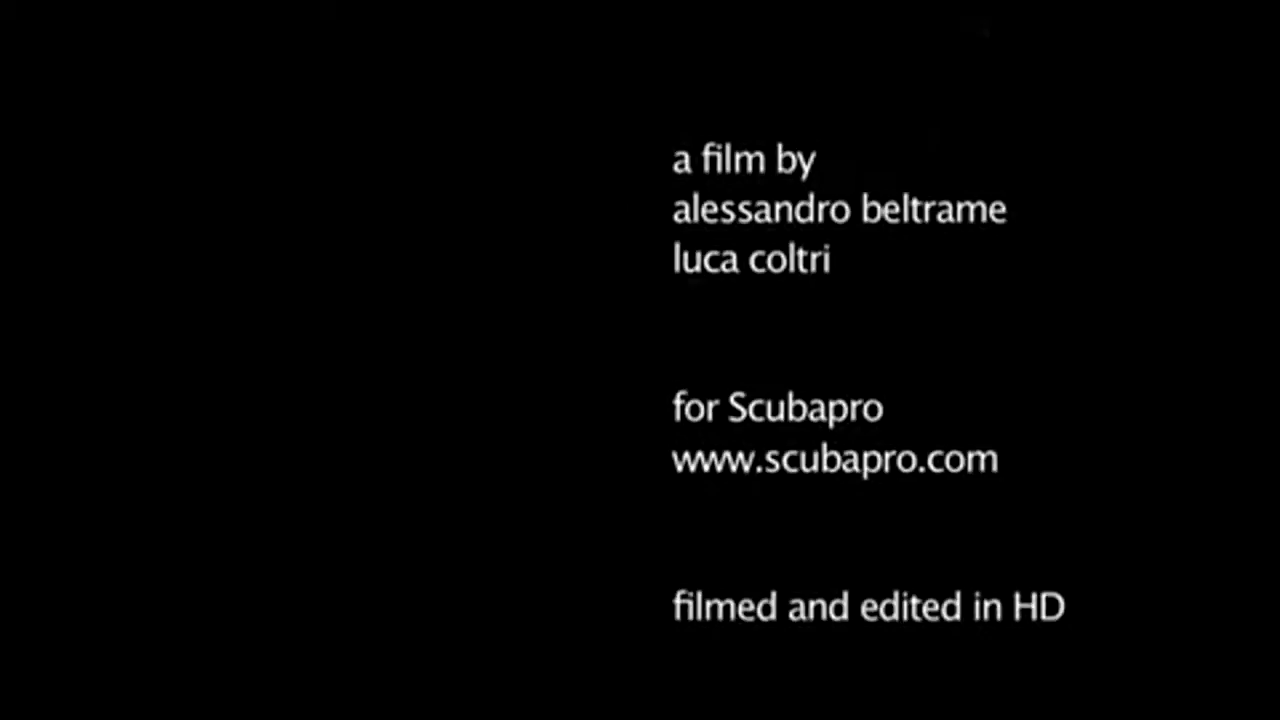 a film by
alessandro beltrame
luca coltri
for Scubapro
www.scubapro.com
filmed and edited in HD